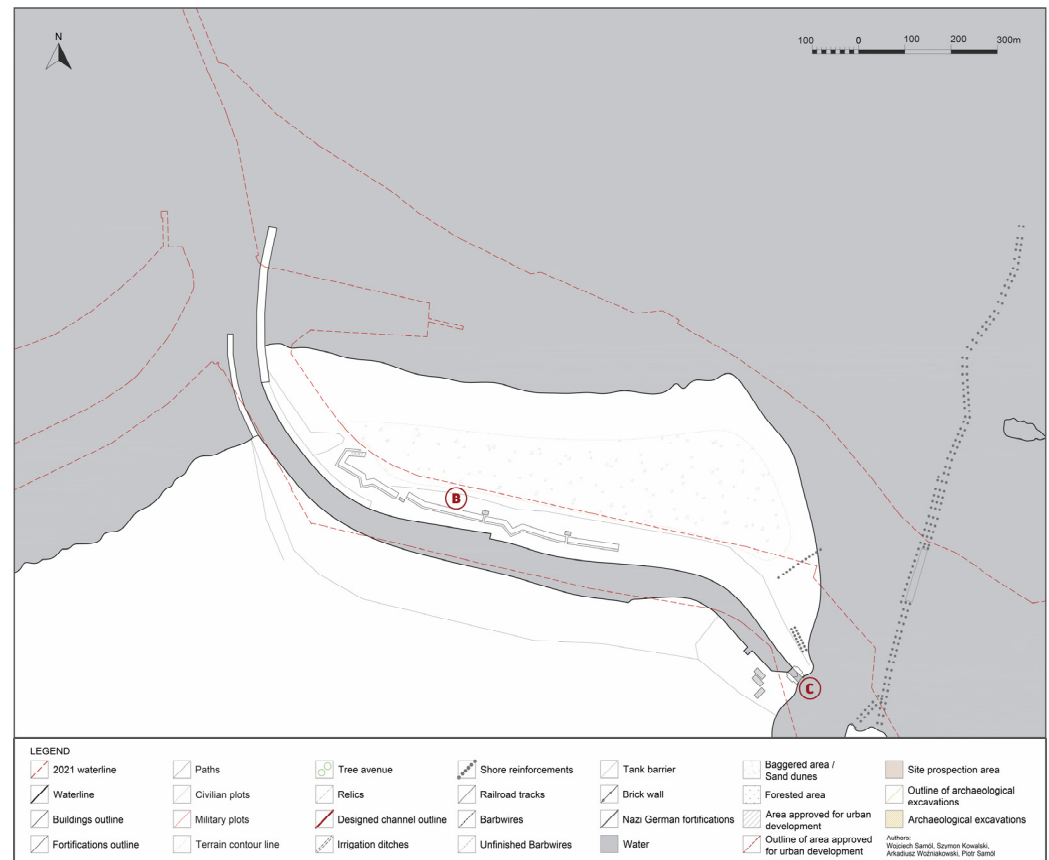 N
100 0 100 200 300m
B
C
LEGEND
2021 waterline
Waterline
Buildings outline
Fortifications outline
Paths
Civilian plots
Military plots
Terrain contour line
Tree avenue
Relics
Designed channel outline
Irrigation ditches
Shore reinforcements
Railroad tracks
Barbwires
Unfinished Barbwires
Tank barrier
Brick wall
Nazi German fortifications
Water
Baggered area /
Sand dunes
Forested area
Area approved for urban
development
Outline of area approved
for urban development
Site prospection area
Outline of archaeological
excavations
Archaeological excavations
Authors:
Wojciech Samól, Szymon Kowalski,
Arkadiusz Woźniakowski, Piotr Samól